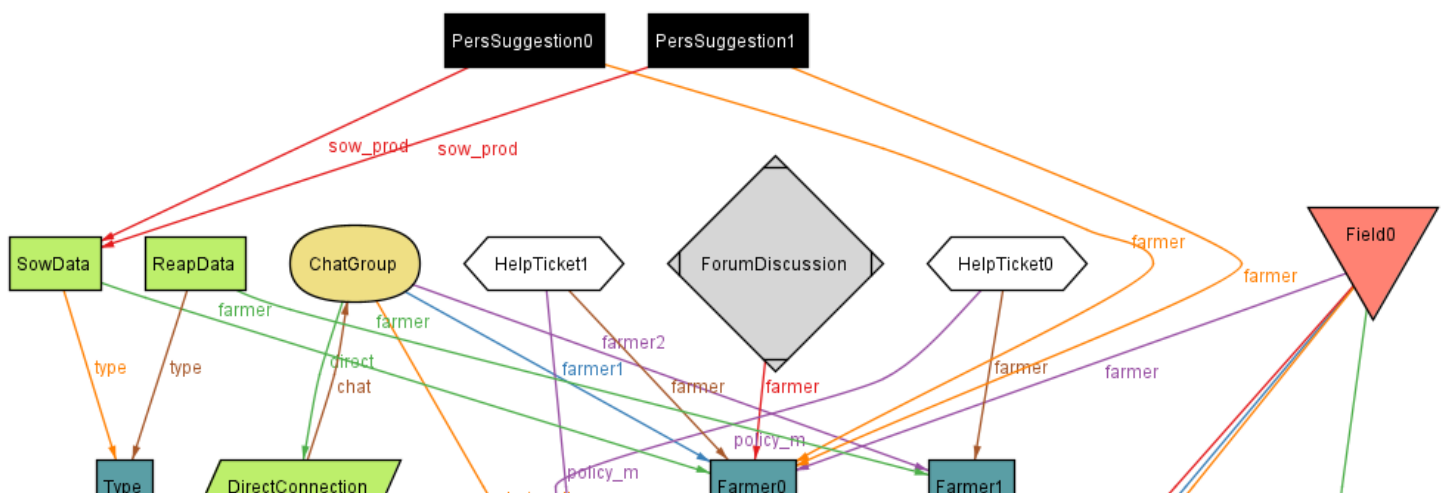 PersSuggestion0
PersSuggestion1
sow_prod
sow_prod
farmer
farmer
SowData
ReapData
ChatGroup
HelpTicket1
ForumDiscussion
HelpTicket0
Field0
farmer
farmer
farmer2
direct
farmer1
type
type
chat
farmer
farmer
farmer
farmer
policy_m
policy_m
Type
DirectConnection
Farmer0
Farmer1